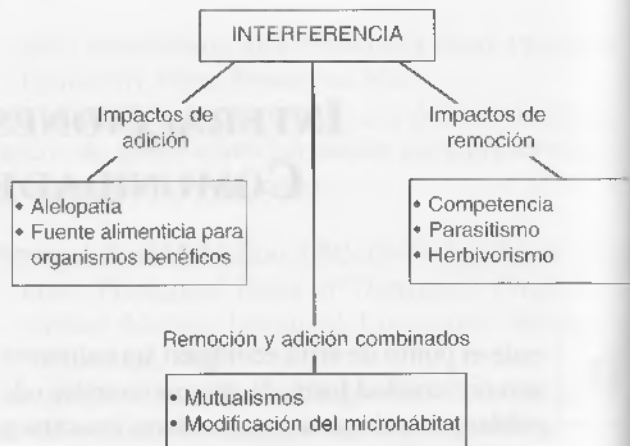 INTERFERENCIA
Impactos de
adición
Impactos de
remoción
• Alelopatía
• Fuente alimenticia para
organismos benéficos
• Competencia
• Parasitismo
• Herbivorismo
Remoción y adición combinados
• Mutualismos
• Modificación del microhábitat